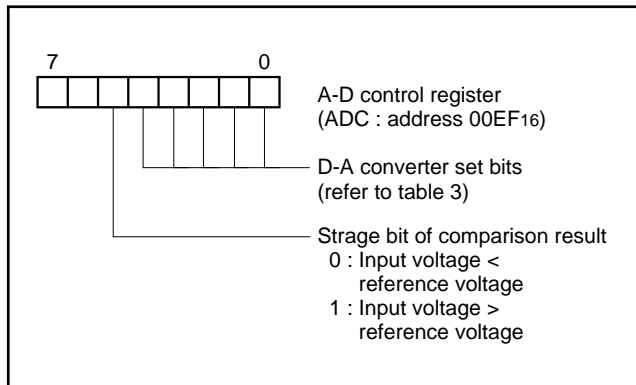 7 0
A-D control register
(ADC : address 00EF16)
D-A converter set bits
(refer to table 3)
Strage bit of comparison result
0 : Input voltage <
reference voltage
1 : Input voltage >
reference voltage